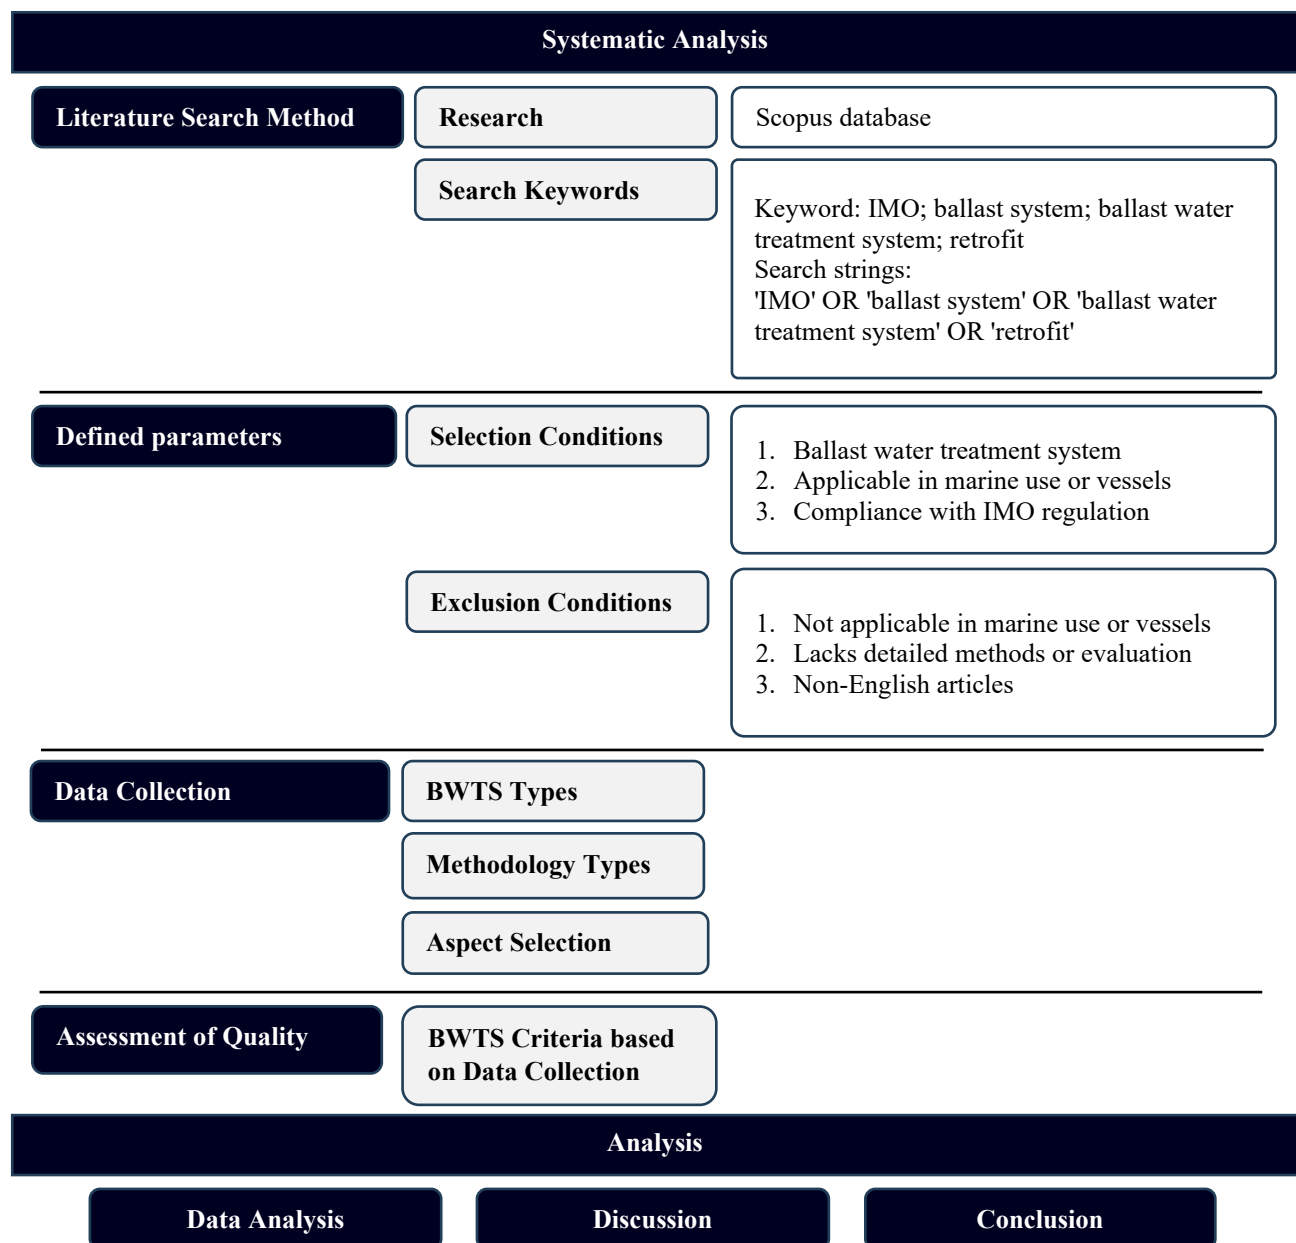 Systematic Analysis
Literature Search Method
Research
Scopus database
Search Keywords
Keyword: IMO; ballast system; ballast water
treatment system; retrofit
Search strings:
'IMO' OR 'ballast system' OR 'ballast water
treatment system' OR 'retrofit'
Defined parameters
Selection Conditions
1. Ballast water treatment system
2. Applicable in marine use or vessels
3. Compliance with IMO regulation
Exclusion Conditions
1. Not applicable in marine use or vessels
2. Lacks detailed methods or evaluation
3. Non-English articles
Data Collection
BWTS Types
Methodology Types
Aspect Selection
Assessment of Quality
BWTS Criteria based
on Data Collection
Analysis
Data Analysis
Discussion
Conclusion